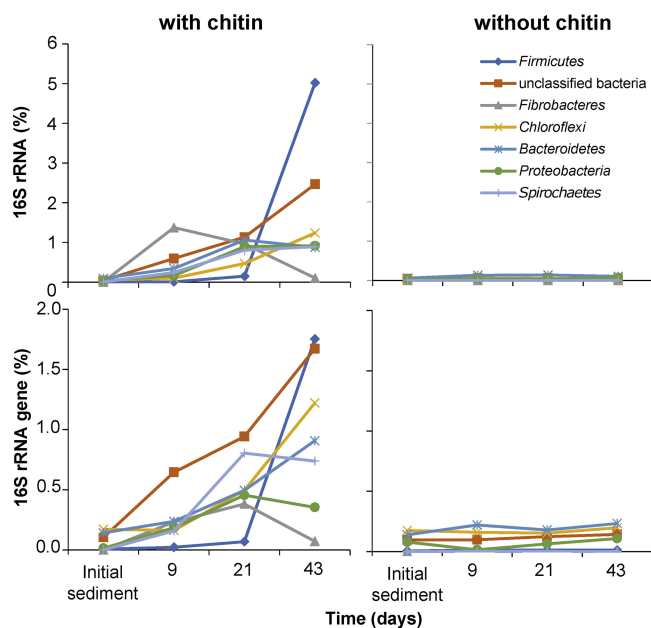 with chitin
without chitin
16S rRNA (%)
6
5
4
3
2
1
0
Firmicutes
unclassified bacteria
Fibrobacteres
Chloroflexi
Bacteroidetes
Proteobacteria
Spirochaetes
16S rRNA gene (%)
2.0
1.5
1.0
0.5
0.0
Initial
sediment
9
21
43
Initial
sediment
9
21
43
Time (days)